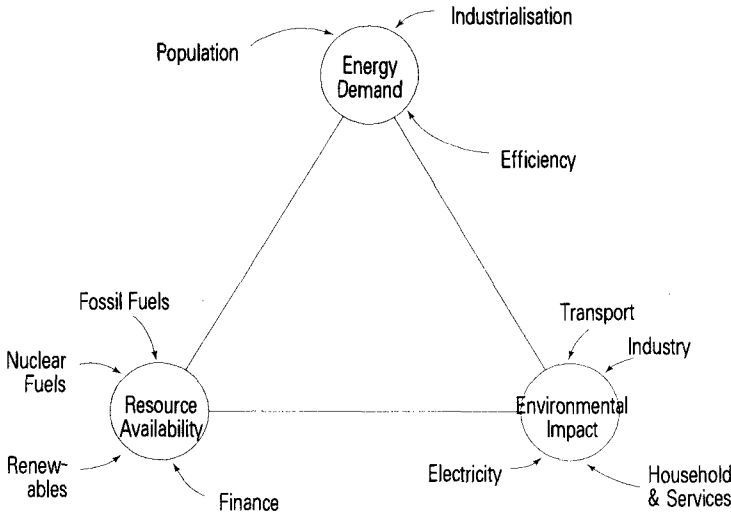 Industrialisation
Population
Energy
Demand
Efficiency
Fossil Fuels
Transport
Nuclear
Fuels
Industry
Resource
Availability
Environmental
Impact
Renew-
ables
Finance
Electricity
Household
& Services